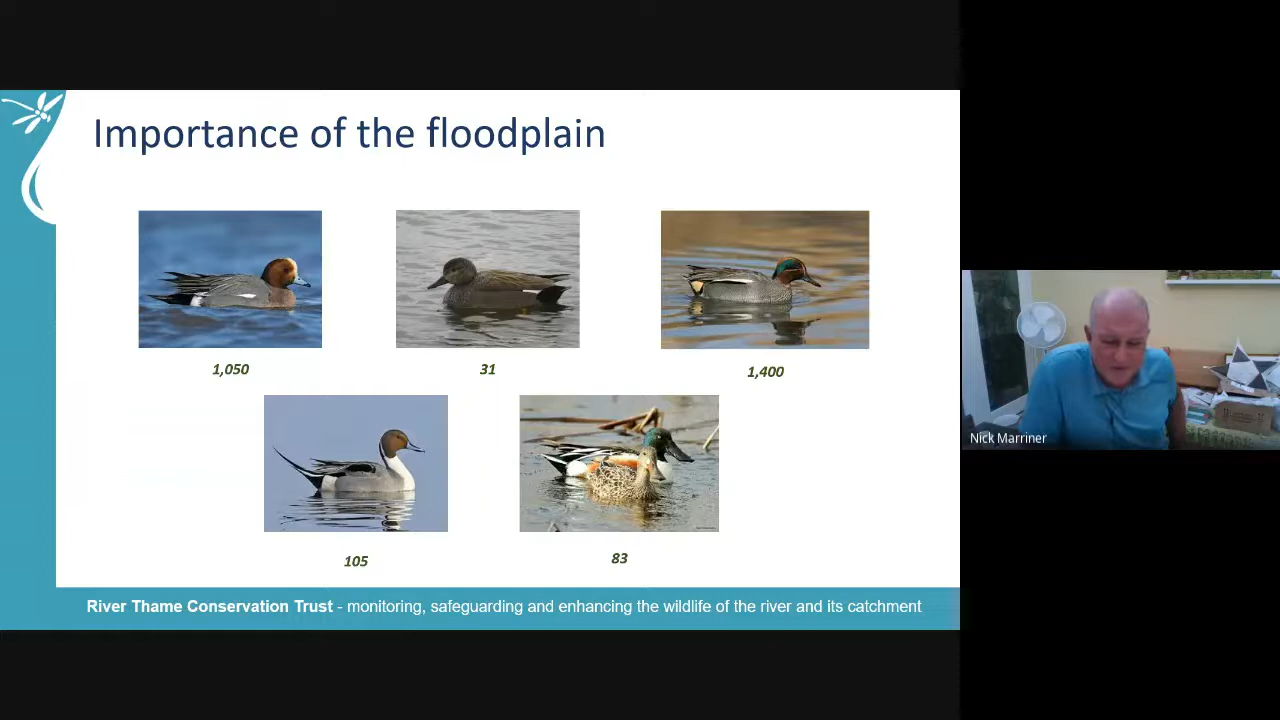 Importance of the floodplain
1,050
31
1,400
105
83
River Thame Conservation Trust - monitoring, safeguarding and enhancing the wildlife of the river and its catchment
Nick Marriner